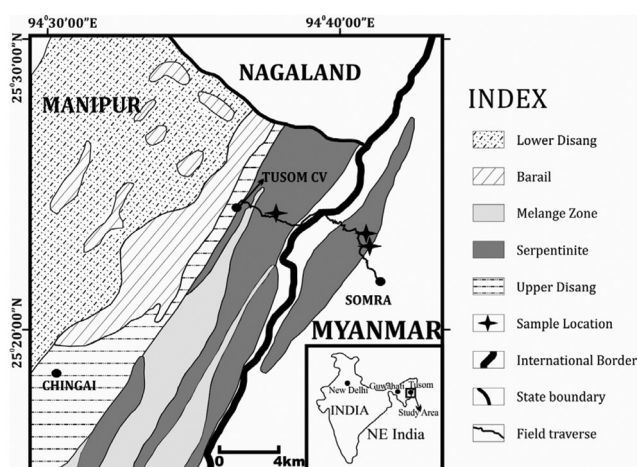 94°30'00"E
94°40'00"E
25°30'00"N
NAGALAND
MANIPUR
TUSOM CV
SOMRA
25°20'00"N
MYANMAR
CHINGAI
New Delhi
Guwahati
Tusom
INDIA
Study Area
NE India
0 4km
INDEX
Lower Disang
Barail
Melange Zone
Serpentinite
Upper Disang
Sample Location
International Border
State boundary
Field traverse